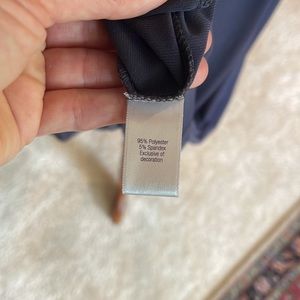 95% Polyester
5% Spandex
Exclusive of
decoration